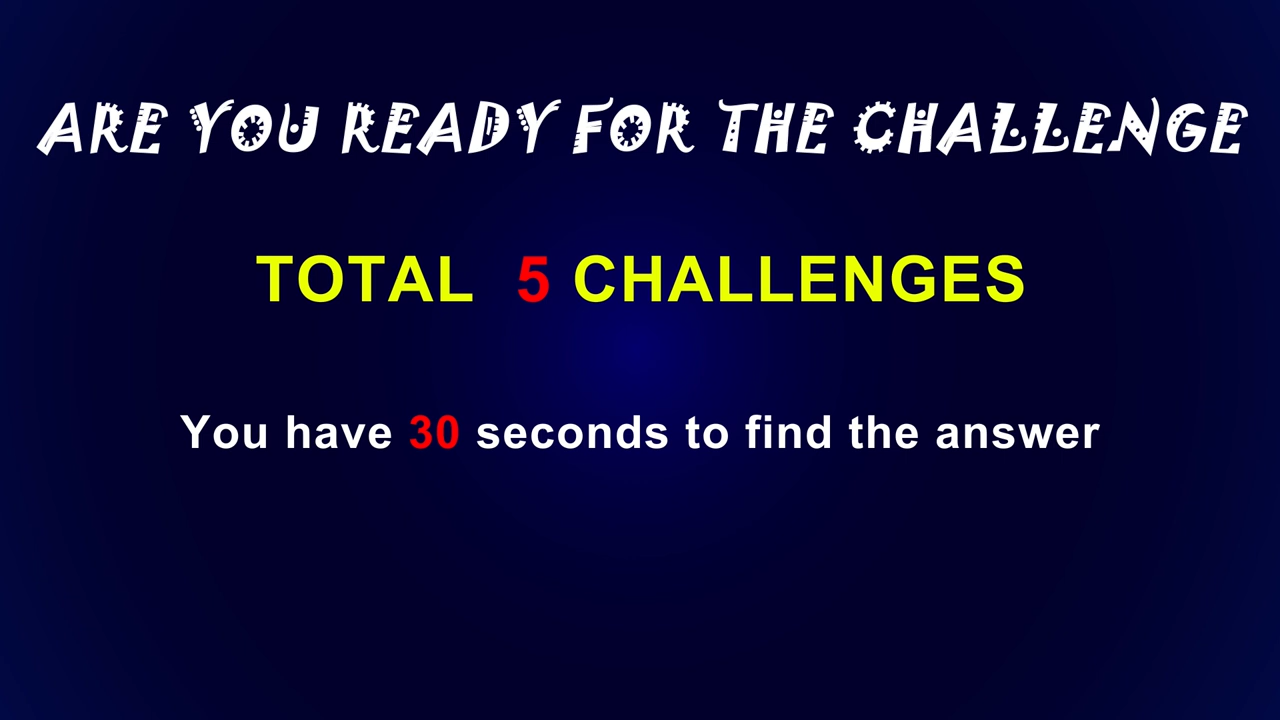 ARE YOU READY FOR THE CHALLENGE
TOTAL 5 CHALLENGES
You have 30 seconds to find the answer